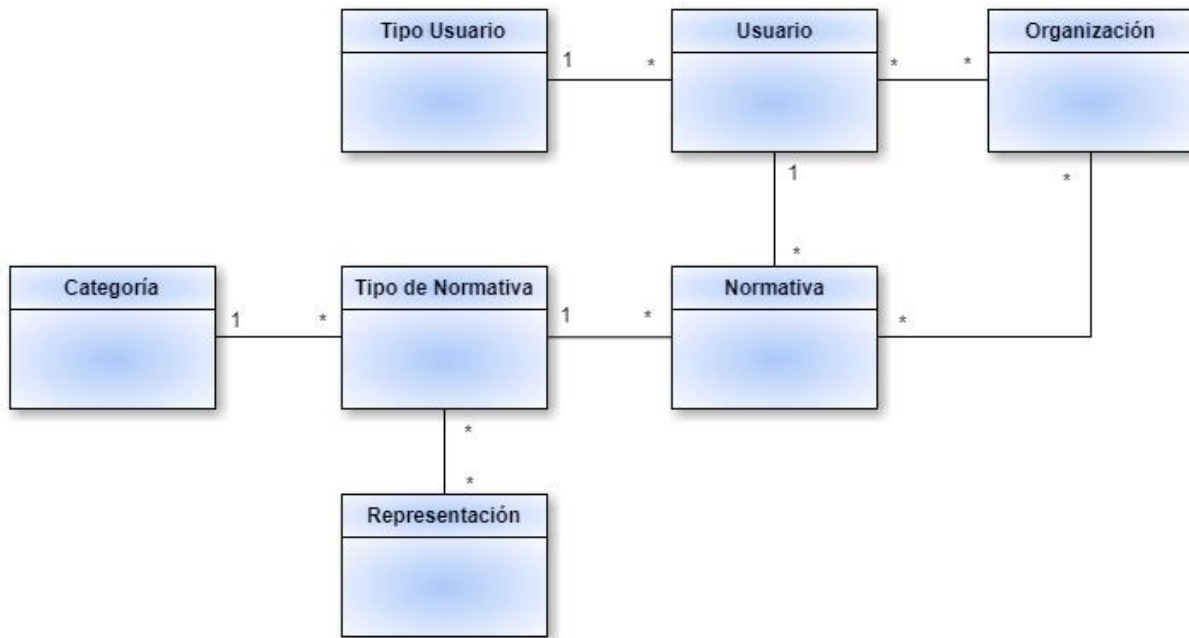 Tipo Usuario
Usuario
Organización
1
*
*
*
1
*
*
Categoría
Tipo de Normativa
Normativa
1
*
1
*
*
*
*
Representación